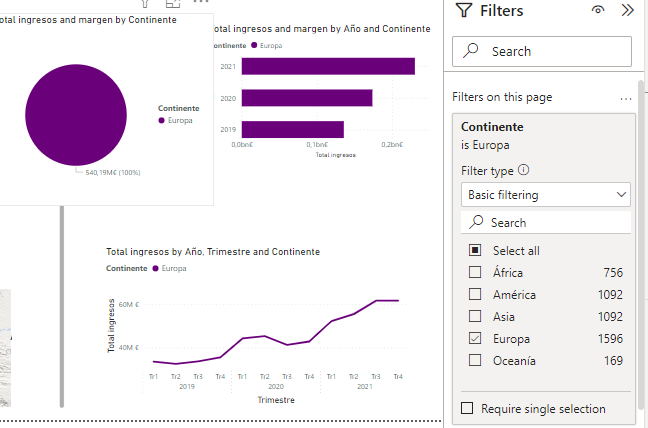 otal ingresos y margen by Continente
Continente
Europa
540,19M€ (100%)
otal ingresos and margen by Año and Continente
Continente Europa
2021
2020
2019
0,0bn€ 0,1bn€ 0,2bn€
Total ingresos
Total ingresos by Año, Trimestre and Continente
Continente Europa
Total ingresos
60M €
40M €
Tr1 Tr2 Tr3 Tr4 Tr1 Tr2 Tr3 Tr4 Tr1 Tr2 Tr3 Tr4
2019 2020 2021
Trimestre
Filters
Search
Filters on this page
Continente
is Europa
Filter type
Basic filtering
Search
Select all
África 756
América 1092
Asia 1092
Europa 1596
Oceanía 169
Require single selection